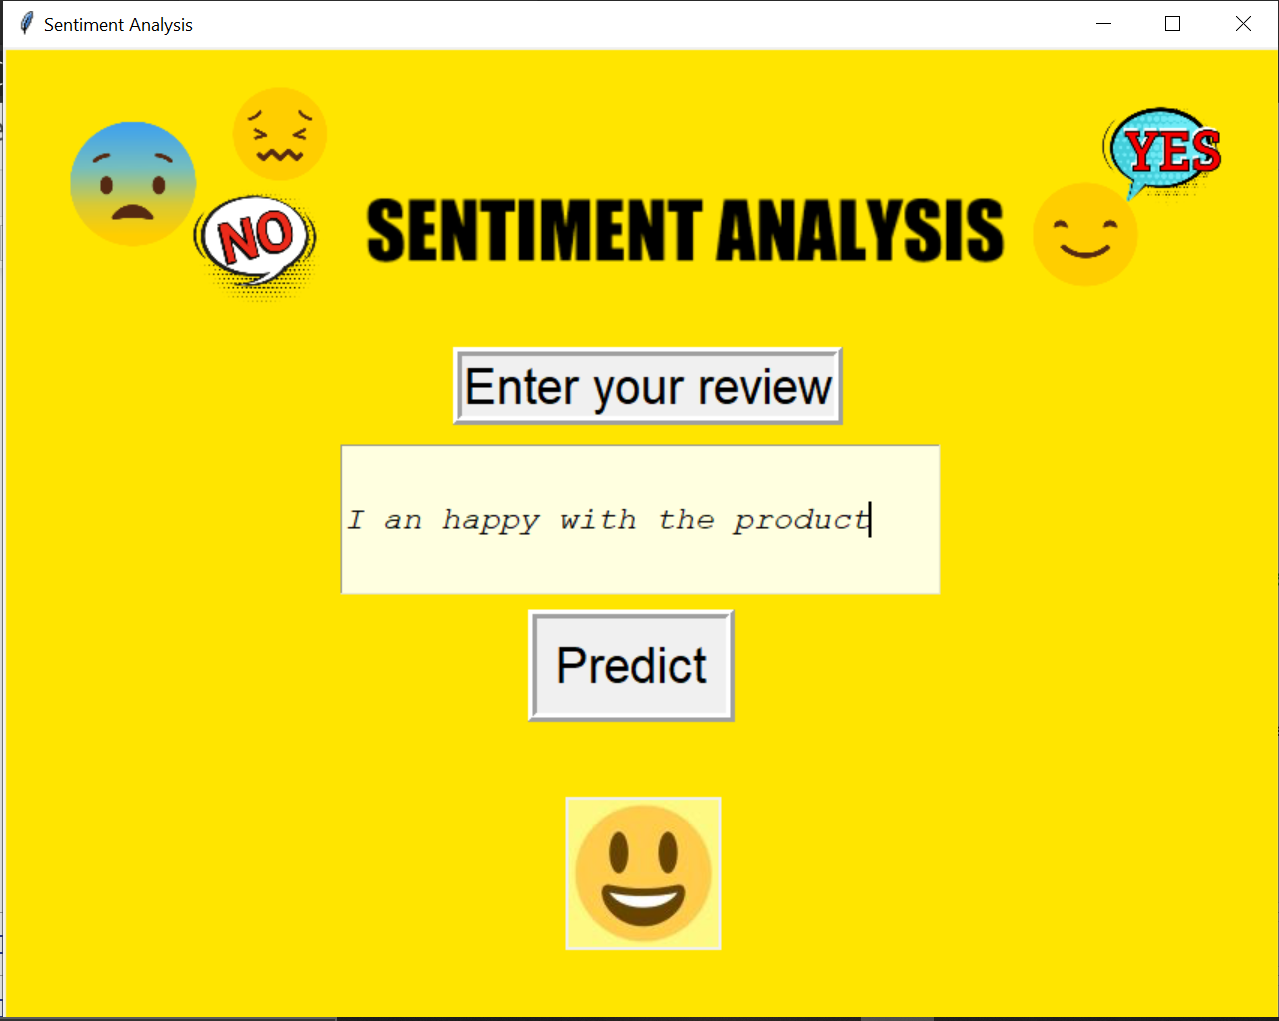 Sentiment Analysis
YES
NO
SENTIMENT ANALYSIS
Enter your review
I an happy with the product
Predict